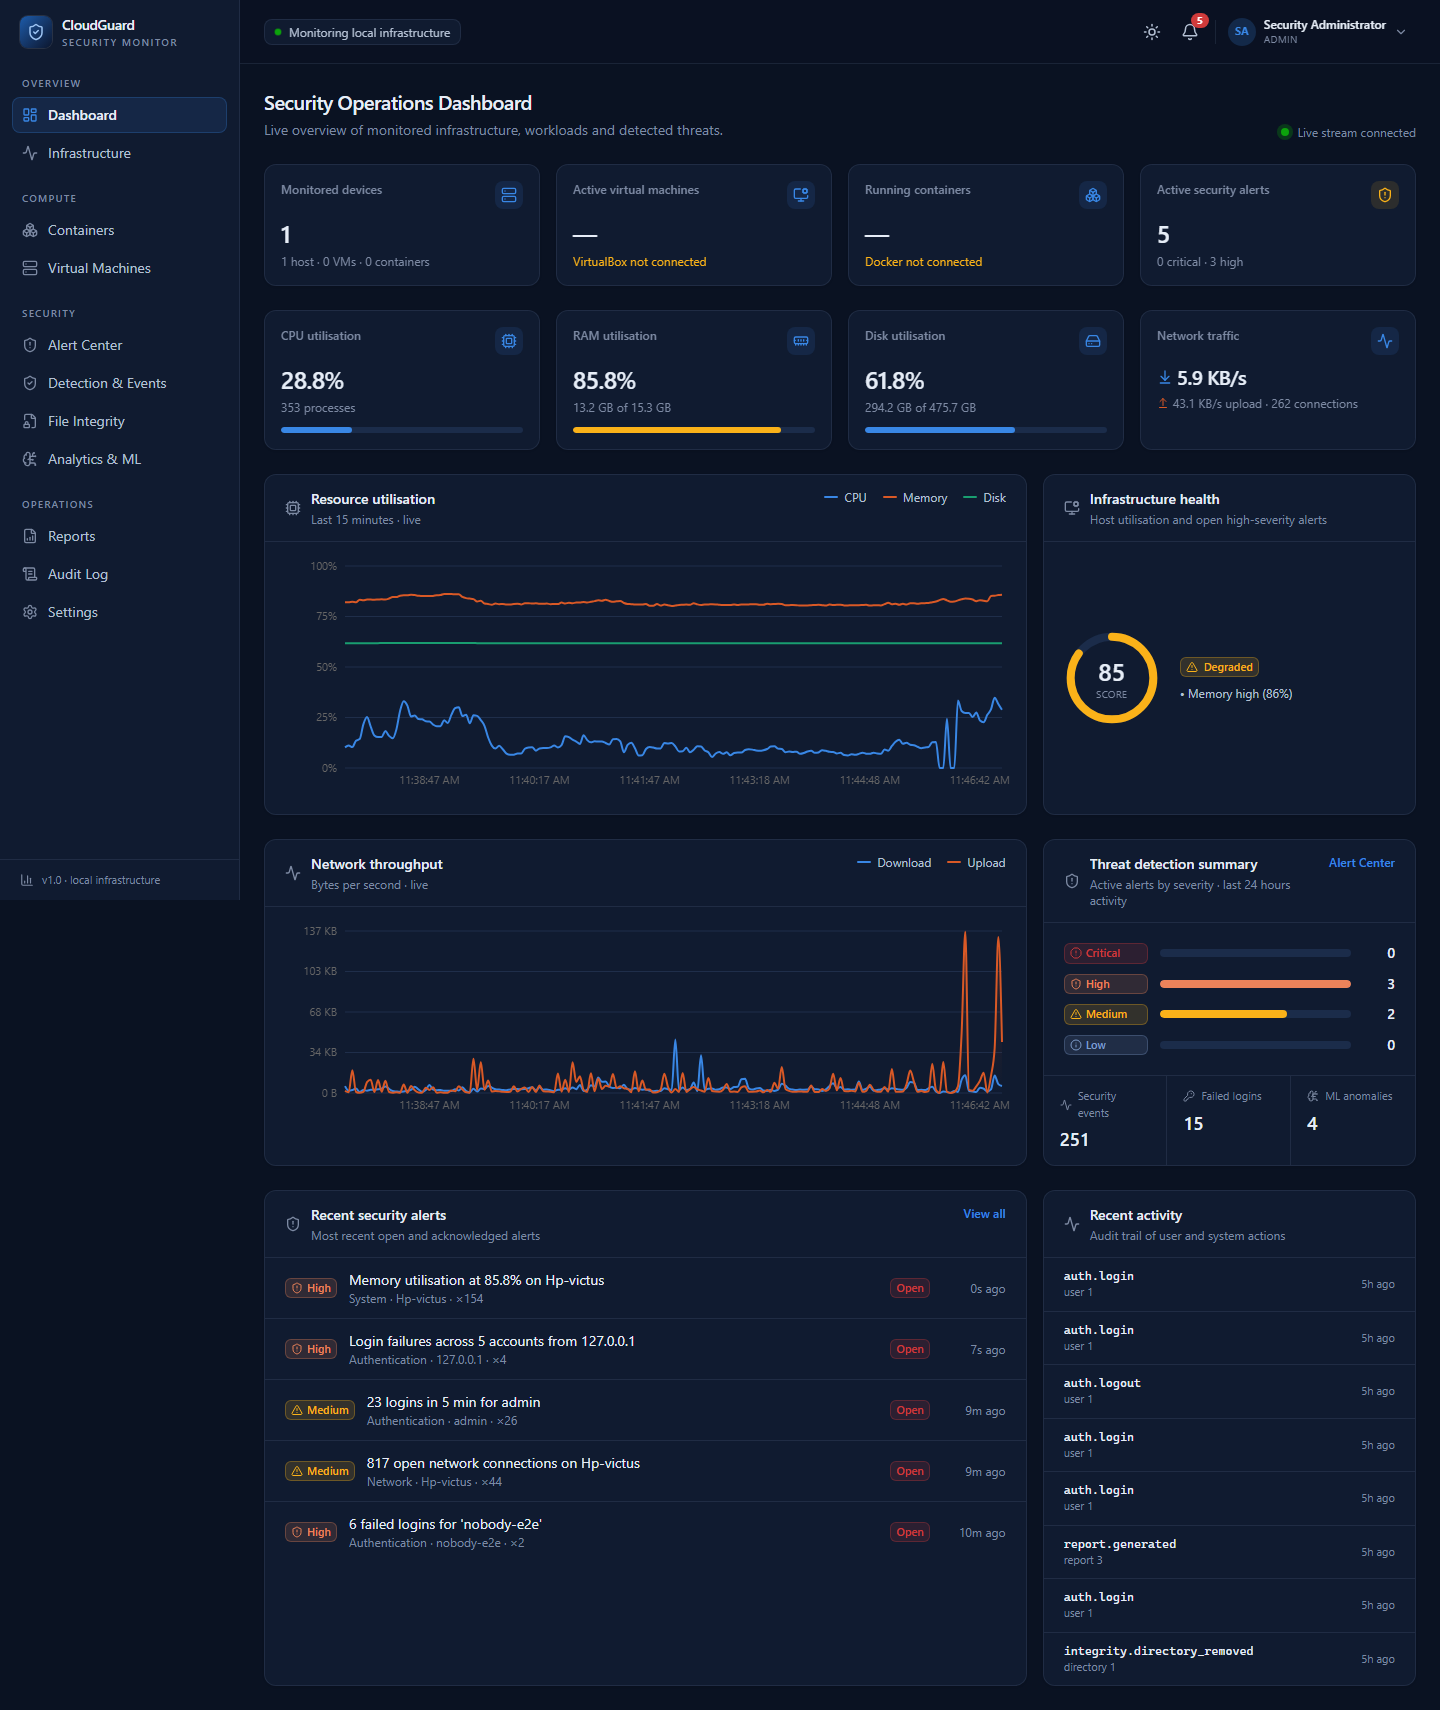 CloudGuard
SECURITY MONITOR
OVERVIEW
Dashboard
Infrastructure
COMPUTE
Containers
Virtual Machines
SECURITY
Alert Center
Detection & Events
File Integrity
Analytics & ML
OPERATIONS
Reports
Audit Log
Settings
v1.0 · local infrastructure
Monitoring local infrastructure
5
SA
Security Administrator
ADMIN
Security Operations Dashboard
Live overview of monitored infrastructure, workloads and detected threats.
Live stream connected
Monitored devices
1
1 host · 0 VMs · 0 containers
Active virtual machines
—
VirtualBox not connected
Running containers
—
Docker not connected
Active security alerts
5
0 critical · 3 high
CPU utilisation
28.8%
353 processes
RAM utilisation
85.8%
13.2 GB of 15.3 GB
Disk utilisation
61.8%
294.2 GB of 475.7 GB
Network traffic
5.9 KB/s
43.1 KB/s upload · 262 connections
Resource utilisation
Last 15 minutes · live
CPU Memory Disk
100%
75%
50%
25%
0%
11:38:47 AM 11:40:17 AM 11:41:47 AM 11:43:18 AM 11:44:48 AM 11:46:42 AM
Infrastructure health
Host utilisation and open high-severity alerts
85
SCORE
Degraded
• Memory high (86%)
Network throughput
Bytes per second · live
Download Upload
137 KB
103 KB
68 KB
34 KB
0 B
11:38:47 AM 11:40:17 AM 11:41:47 AM 11:43:18 AM 11:44:48 AM 11:46:42 AM
Threat detection summary
Alert Center
Active alerts by severity · last 24 hours
activity
Critical 0
High 3
Medium 2
Low 0
Security
events
251
Failed logins
15
ML anomalies
4
Recent security alerts
View all
Most recent open and acknowledged alerts
High
Memory utilisation at 85.8% on Hp-victus
System · Hp-victus · ×154
Open
0s ago
High
Login failures across 5 accounts from 127.0.0.1
Authentication · 127.0.0.1 · ×4
Open
7s ago
Medium
23 logins in 5 min for admin
Authentication · admin · ×26
Open
9m ago
Medium
817 open network connections on Hp-victus
Network · Hp-victus · ×44
Open
9m ago
High
6 failed logins for 'nobody-e2e'
Authentication · nobody-e2e · ×2
Open
10m ago
Recent activity
Audit trail of user and system actions
auth.login
user 1
5h ago
auth.login
user 1
5h ago
auth.logout
user 1
5h ago
auth.login
user 1
5h ago
auth.login
user 1
5h ago
report.generated
report 3
5h ago
auth.login
user 1
5h ago
integrity.directory_removed
directory 1
5h ago